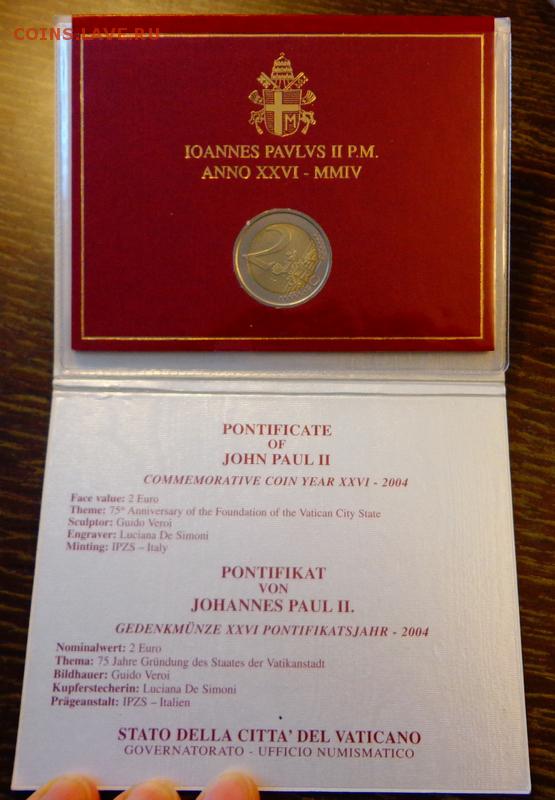 COINS.LAVE.RU
M
IOANNES PAVLVS II P.M.
ANNO XXVI - MMIV
2
PONTIFICATE
OF
JOHN PAUL II
COMMEMORATIVE COIN YEAR XXVI - 2004
Face value: 2 Euro
Theme: 75th Anniversary of the Foundation of the Vatican City State
Sculptor: Guido Veroi
Engraver: Luciana De Simoni
Minting: IPZS – Italy
PONTIFIKAT
VON
JOHANNES PAUL II.
GEDENKMÜNZE XXVI PONTIFIKATSJAHR - 2004
Nominalwert: 2 Euro
Thema: 75 Jahre Gründung des Staates der Vatikanstadt
Bildhauer: Guido Veroi
Kupferstecherin: Luciana De Simoni
Prägeanstalt: IPZS – Italien
STATO DELLA CITTA' DEL VATICANO
GOVERNATORATO - UFFICIO NUMISMATICO